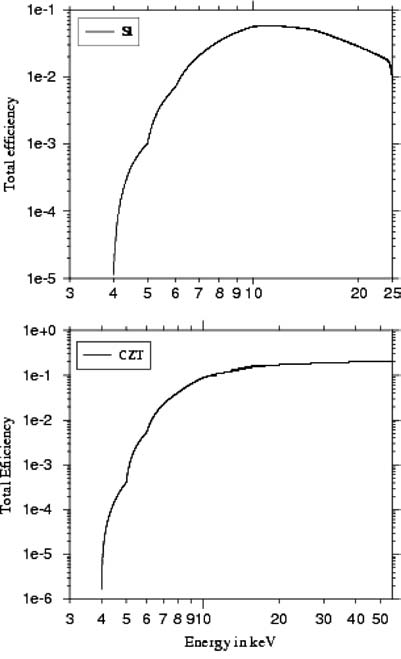 1e-1
Si
1e-2
Total efficiency
1e-3
1e-4
1e-5
3 4 5 6 7 8 9 10 20 25
1e+0
CZT
1e-1
1e-2
Total Efficiency
1e-3
1e-4
1e-5
1e-6
3 4 5 6 7 8 9 10 20 30 40 50
Energy in keV